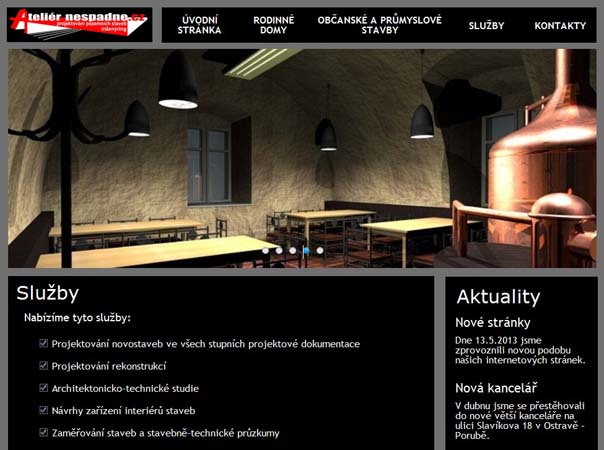 Ateliér nespadne.cz
projektování pozemních staveb
inženýring
ÚVODNÍ
STRANKA
RODINNÉ
DOMY
OBČANSKÉ A PRŮMYSLOVÉ
STAVBY
SLUŽBY
KONTAKTY
Služby
Nabízíme tyto služby:
Projektování novostaveb ve všech stupních projektové dokumentace
Projektování rekonstrukcí
Architektonicko-technické studie
Návrhy zařízení interiérů staveb
Zaměřování staveb a stavebně-technické průzkumy
Aktuality
Nové stránky
Dne 13.5.2013 jsme
zprovoznili novou podobu
našich internetových stránek.
Nová kancelář
V dubnu jsme se přestěhovali
do nové větší kanceláře na
ulici Slavíkova 18 v Ostravě -
Porubě.